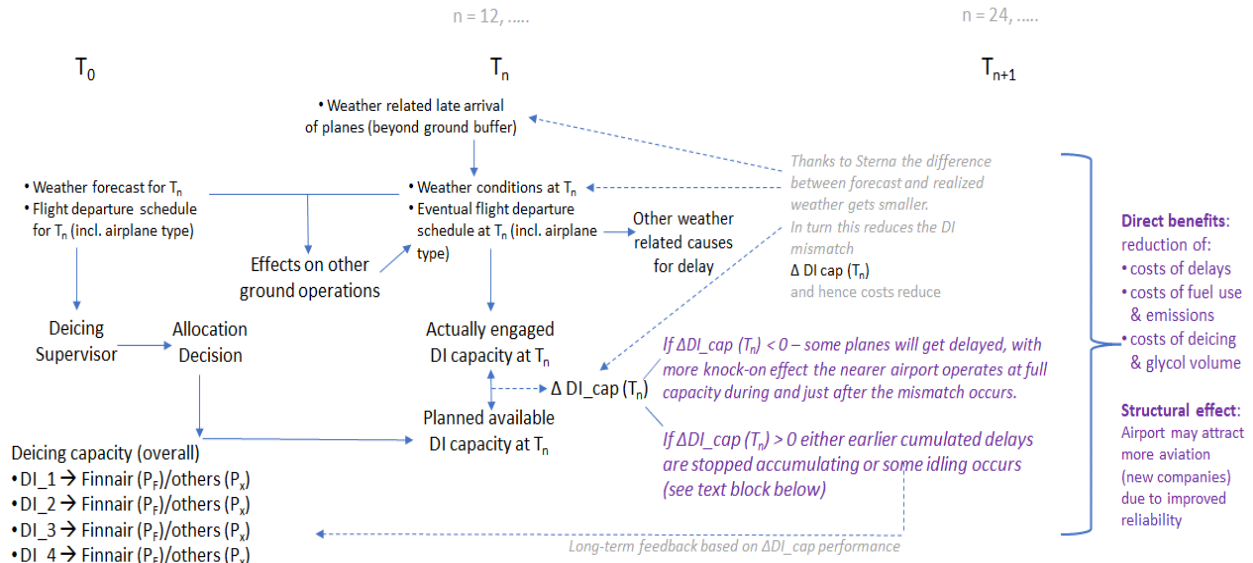 n = 12, .....
n = 24, .....
T0
Tn
Tn+1
• Weather related late arrival
of planes (beyond ground buffer)
• Weather forecast for Tn
• Flight departure schedule
for Tn (incl. airplane type)
• Weather conditions at Tn
• Eventual flight departure
schedule at Tn (incl. airplane
type)
Effects on other
ground operations
Other weather
related causes
for delay
Thanks to Sterna the difference
between forecast and realized
weather gets smaller.
In turn this reduces the DI
mismatch
Δ DI cap (Tn)
and hence costs reduce
Deicing
Supervisor
Allocation
Decision
Actually engaged
DI capacity at Tn
Δ DI_cap (Tn)
Planned available
DI capacity at Tn
If ΔDI_cap (Tn) < 0 – some planes will get delayed, with
more knock-on effect the nearer airport operates at full
capacity during and just after the mismatch occurs.
If ΔDI_cap (Tn) > 0 either earlier cumulated delays
are stopped accumulating or some idling occurs
(see text block below)
Deicing capacity (overall)
• DI_1 → Finnair (PF)/others (Px)
• DI_2 → Finnair (PF)/others (Px)
• DI_3 → Finnair (PF)/others (Px)
• DI_4 → Finnair (PF)/others (Px)
Long-term feedback based on ΔDI_cap performance
Direct benefits:
reduction of:
• costs of delays
• costs of fuel use
& emissions
• costs of deicing
& glycol volume
Structural effect:
Airport may attract
more aviation
(new companies)
due to improved
reliability